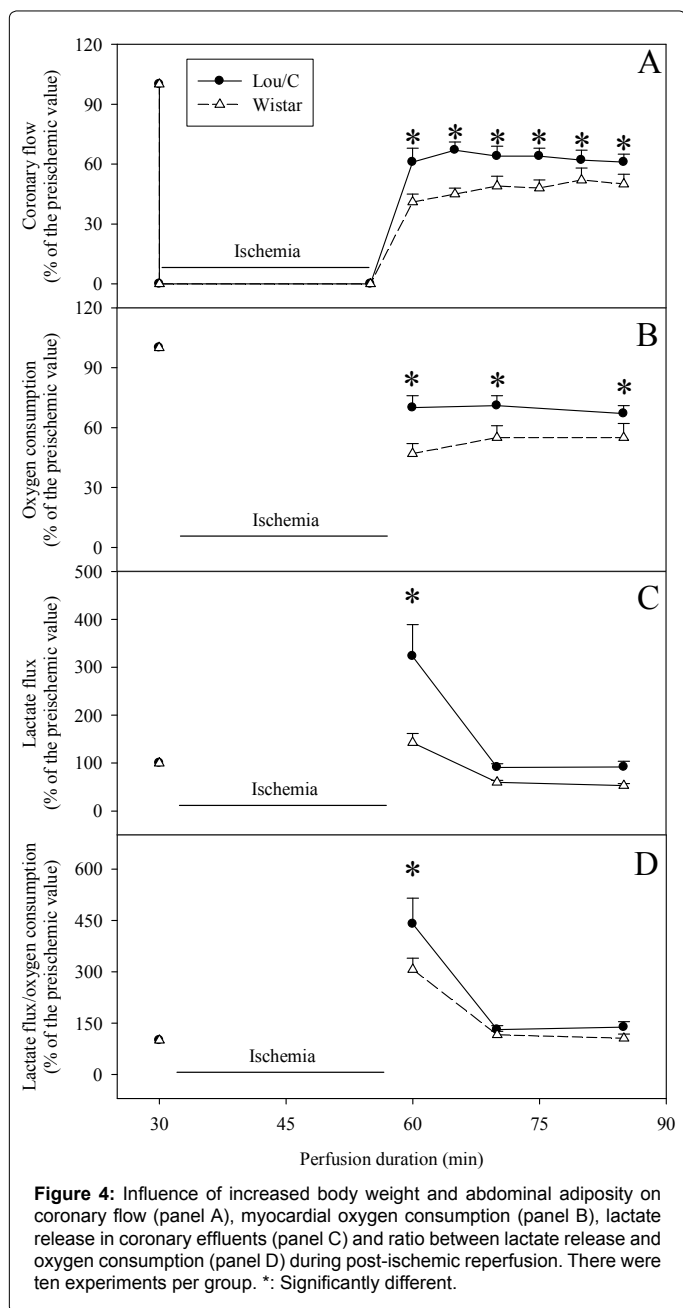 A
Lou/C
Wistar
Coronary flow
(% of the preischemic value)
120
90
60
30
0
* * * * * *
Ischemia
B
Oxygen consumption
(% of the preischemic value)
120
90
60
30
0
* * *
Ischemia
C
Lactate flux
(% of the preischemic value)
500
400
300
200
100
0
*
Ischemia
D
Lactate flux/oxygen consumption
(% of the preischemic value)
600
450
300
150
0
*
Ischemia
30 45 60 75 90
Perfusion duration (min)
Figure 4: Influence of increased body weight and abdominal adiposity on
coronary flow (panel A), myocardial oxygen consumption (panel B), lactate
release in coronary effluents (panel C) and ratio between lactate release and
oxygen consumption (panel D) during post-ischemic reperfusion. There were
ten experiments per group. *: Significantly different.